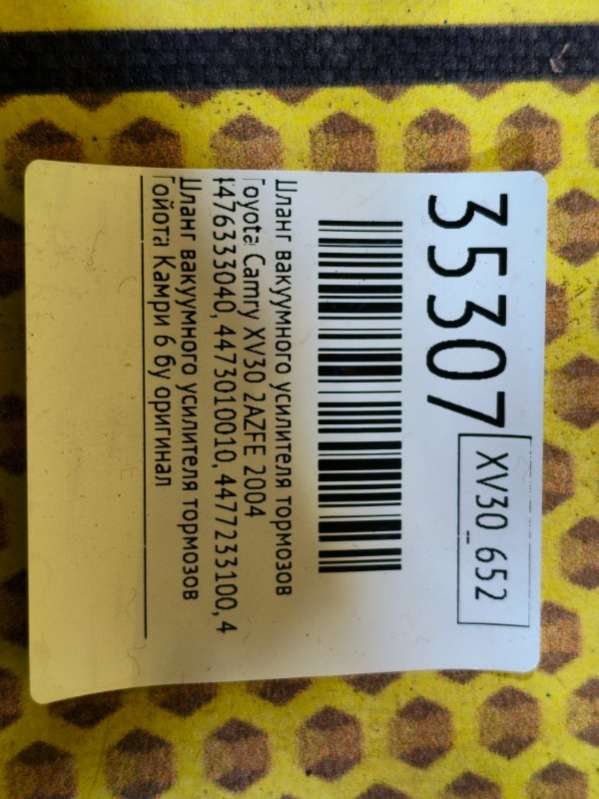 35307
XV30_652
Шланг вакуумного усилителя тормозов
Toyota Camry XV30 2AZFE 2004
4476333040, 4473010010, 4477233100, 4
Шланг вакуумного усилителя тормозов
Тойота Камри 6 бу оригинал